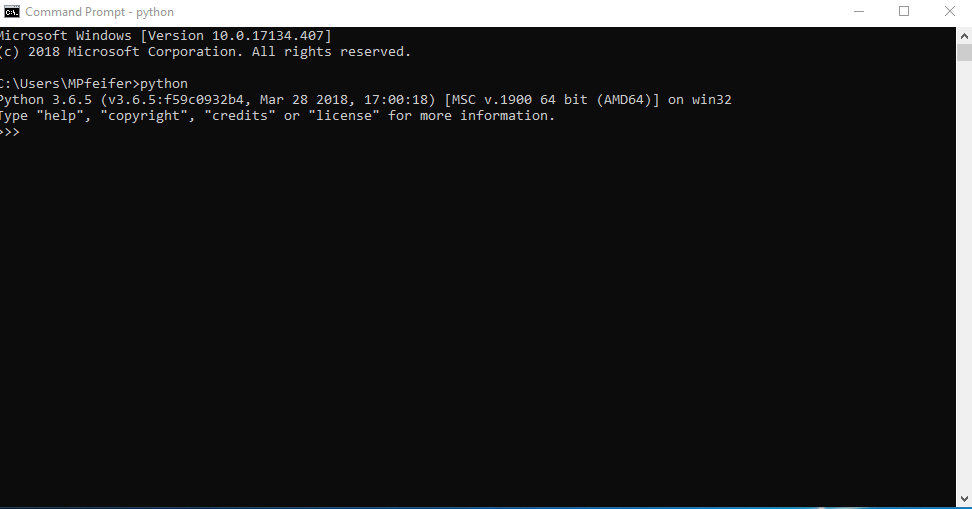 Command Prompt - python
Microsoft Windows [Version 10.0.17134.407]
(c) 2018 Microsoft Corporation. All rights reserved.
C:\Users\MPfeifer>python
Python 3.6.5 (v3.6.5:f59c0932b4, Mar 28 2018, 17:00:18) [MSC v.1900 64 bit (AMD64)] on win32
Type "help", "copyright", "credits" or "license" for more information.
>>>